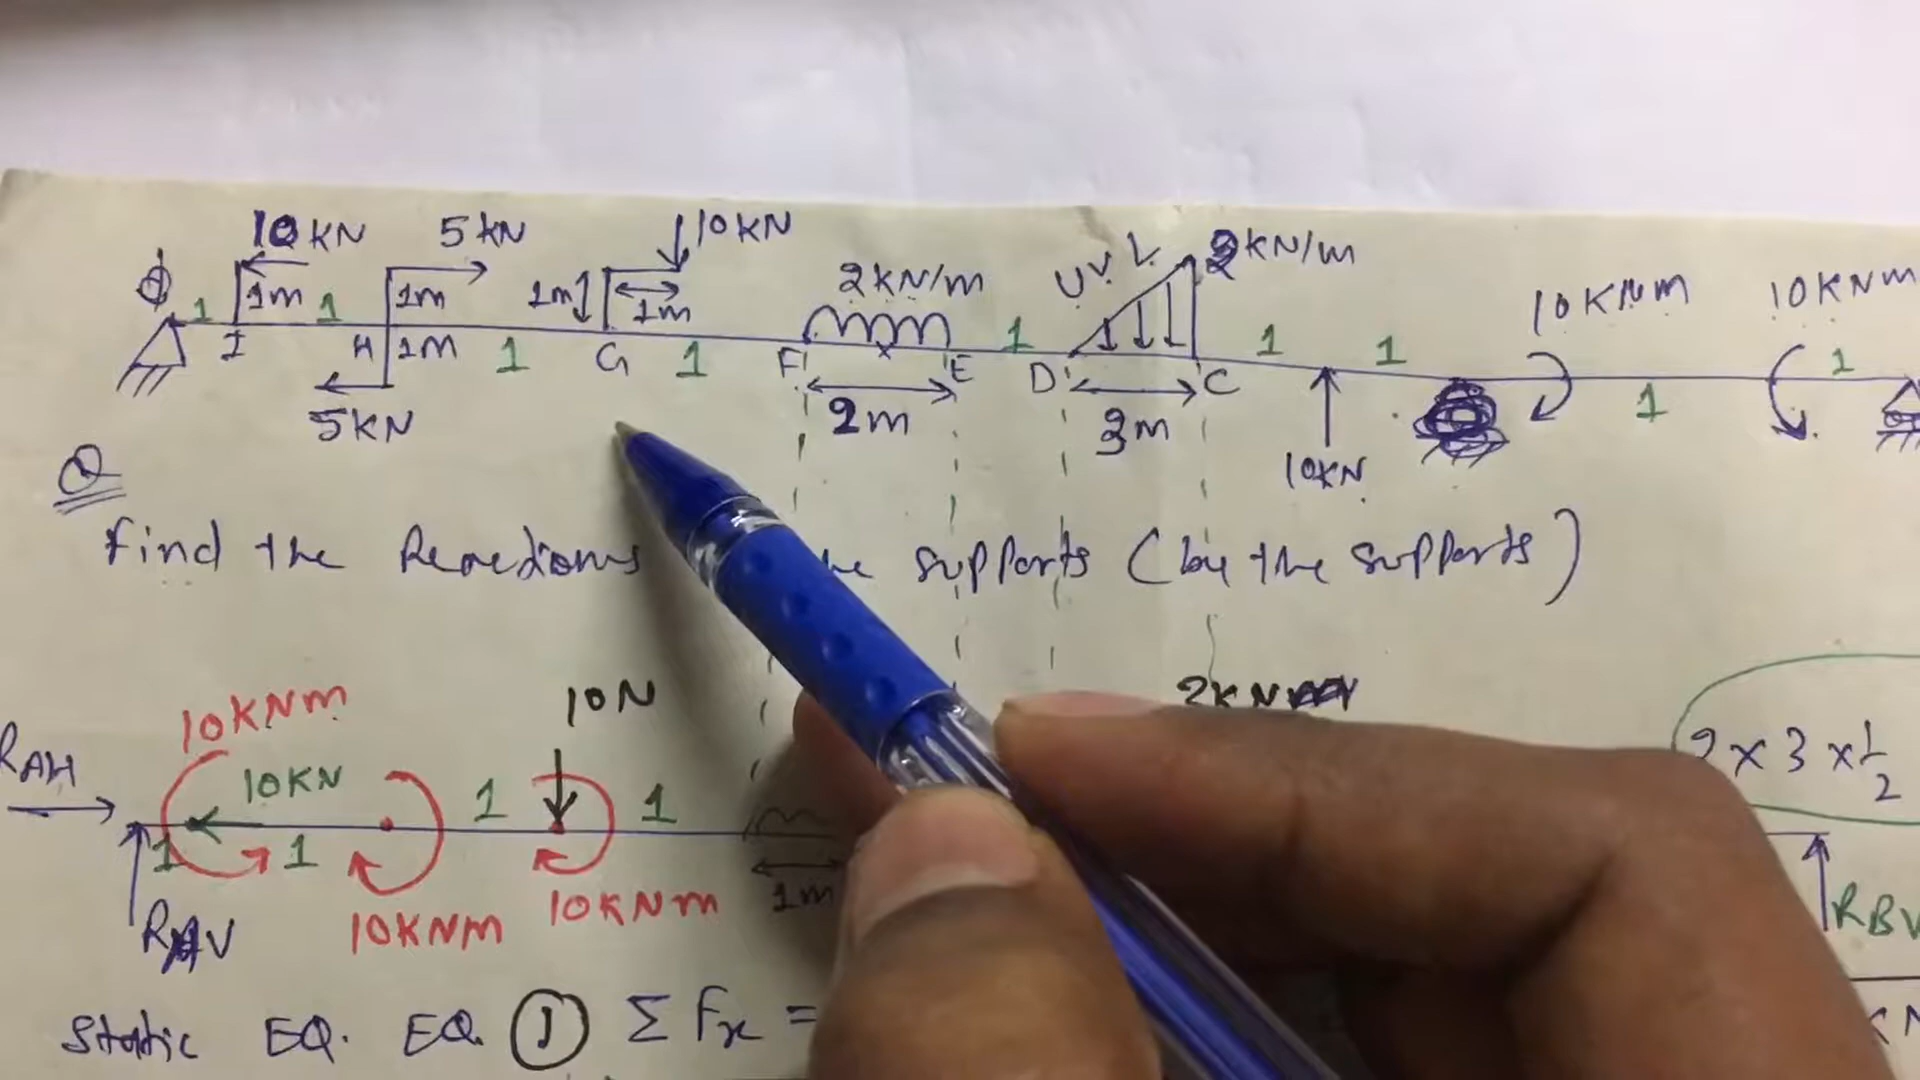 10KN 5KN 10KN 2KN/m U V L 2KN/m 10KNm 10KNm
1 1m 1 1m 1m 1m
I H 1M 1 G 1 F E 1 D C 1 1 1 1
5KN 2m 3m 10KN
Q
Find the Reactions the supports (by the supports)
10KNm 10N 2KN
RAH 10KN 1 1 2 x 3 x 1/2
1 1
RAV 10KNm 10KNm 1m RBV
Static EQ. EQ. 1 Σ Fx =